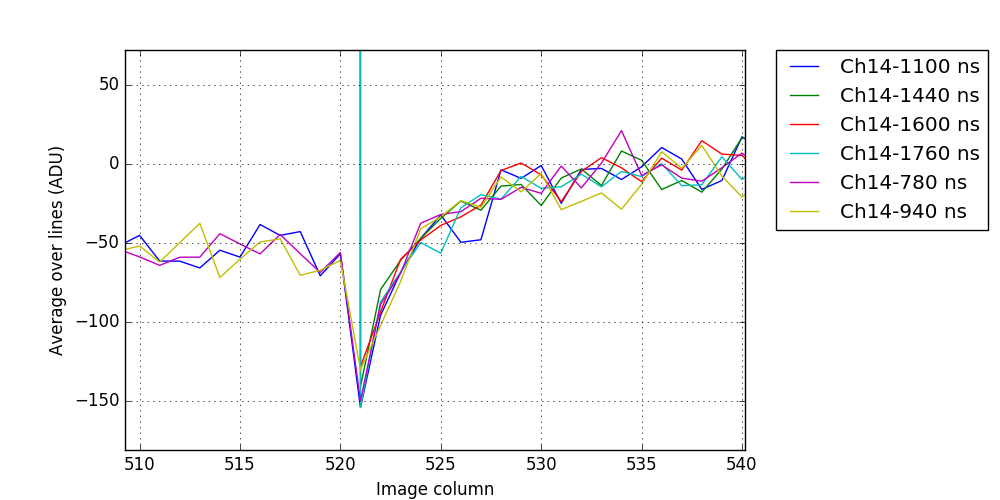 50
0
−50
−100
−150
Average over lines (ADU)
510 515 520 525 530 535 540
Image column
Ch14-1100 ns
Ch14-1440 ns
Ch14-1600 ns
Ch14-1760 ns
Ch14-780 ns
Ch14-940 ns